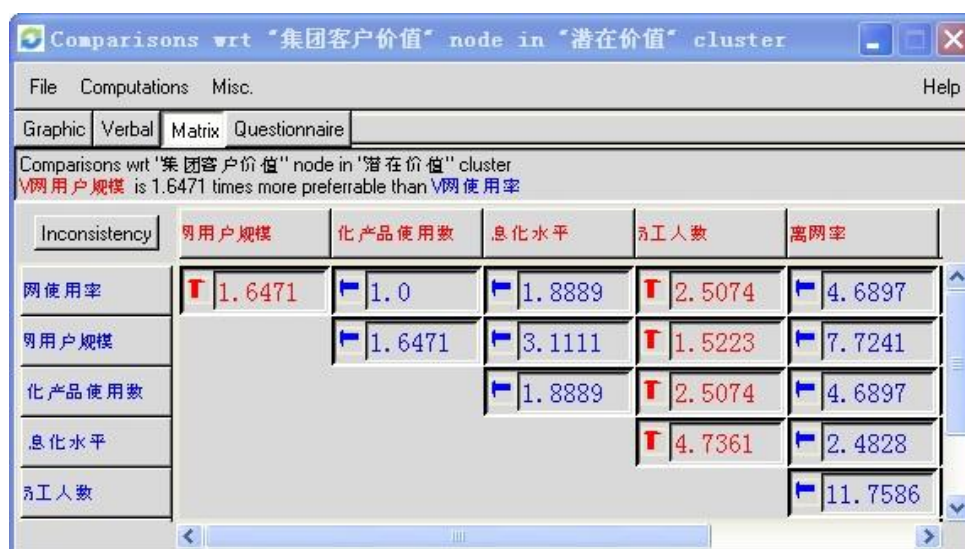 Comparisons wrt "集团客户价值" node in "潜在价值" cluster
File Computations Misc. Help
Graphic Verbal Matrix Questionnaire
Comparisons wrt "集团客户价值" node in "潜在价值" cluster
V网用户规模 is 1.6471 times more preferrable than V网使用率
Inconsistency 用户规模 化产品使用数 息化水平 工人数 离网率
网使用率 1.6471 1.0 1.8889 2.5074 4.6897
用户规模 1.6471 3.1111 1.5223 7.7241
化产品使用数 1.8889 2.5074 4.6897
息化水平 4.7361 2.4828
工人数 11.7586